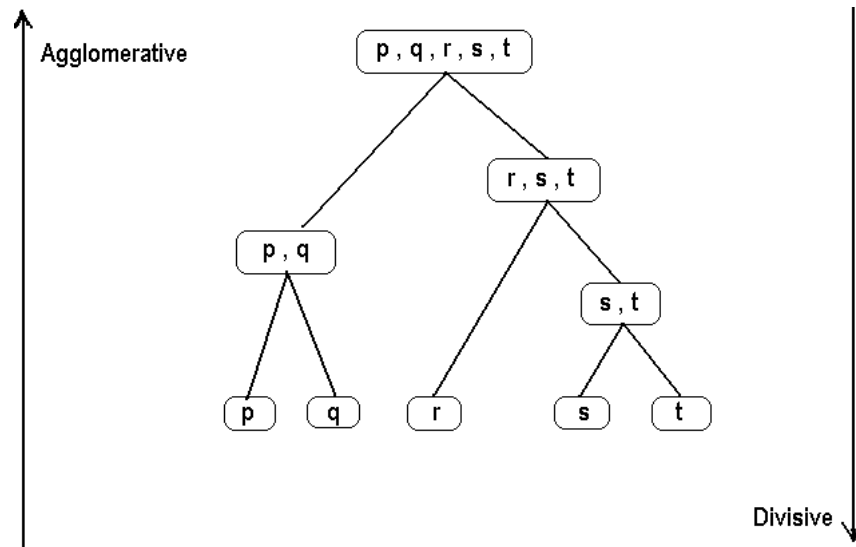 Agglomerative
p , q , r , s , t
r , s , t
p , q
s , t
p
q
r
s
t
Divisive